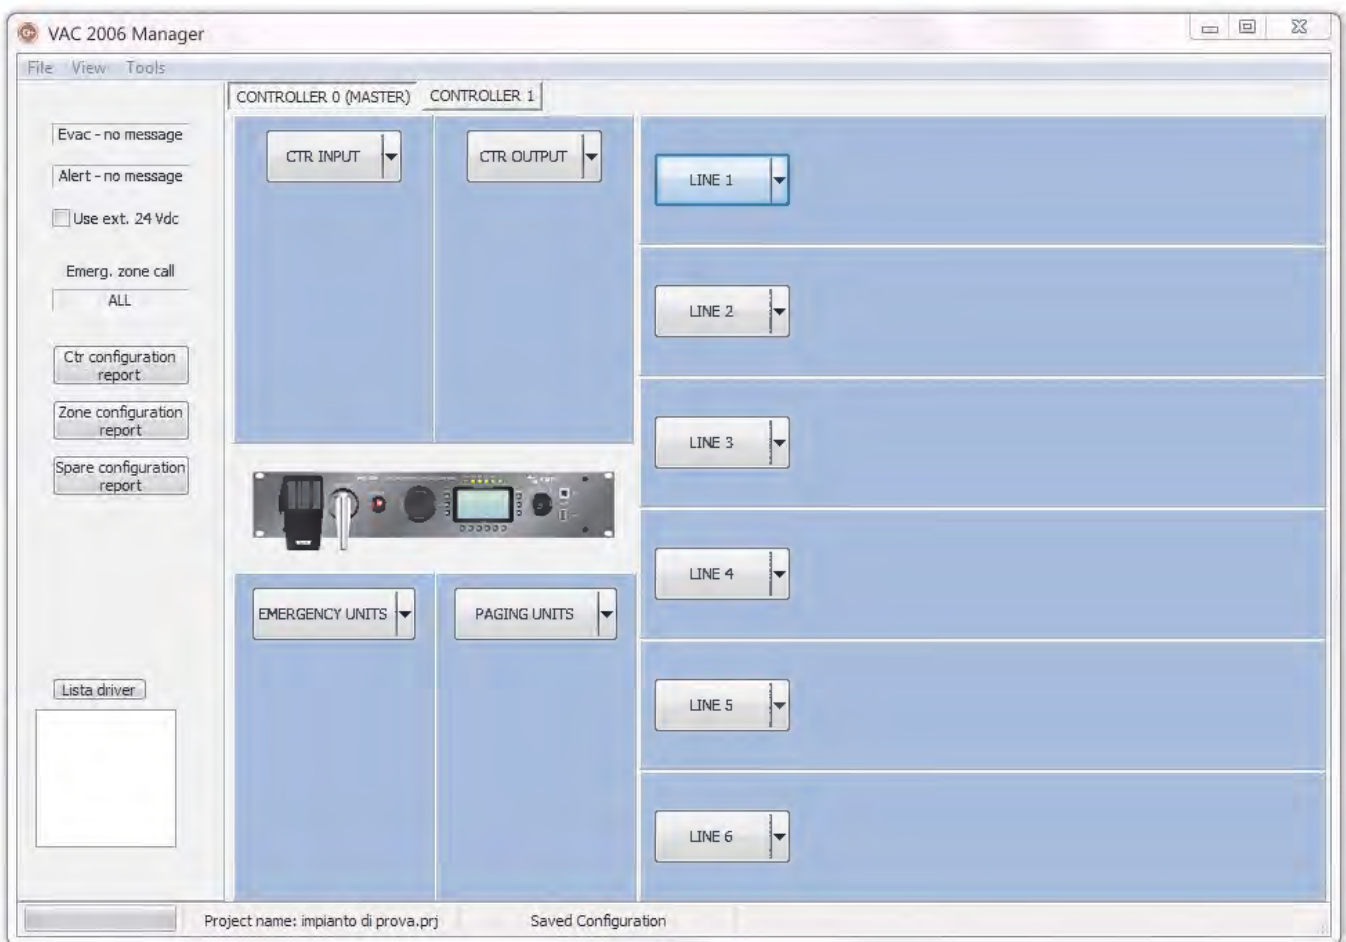 VAC 2006 Manager
File View Tools
CONTROLLER 0 (MASTER) CONTROLLER 1
Evac - no message
Alert - no message
Use ext. 24 Vdc
Emerg. zone call
ALL
Ctr configuration
report
Zone configuration
report
Spare configuration
report
Lista driver
CTR INPUT
CTR OUTPUT
EMERGENCY UNITS
PAGING UNITS
LINE 1
LINE 2
LINE 3
LINE 4
LINE 5
LINE 6
Project name: impianto di prova.prj
Saved Configuration